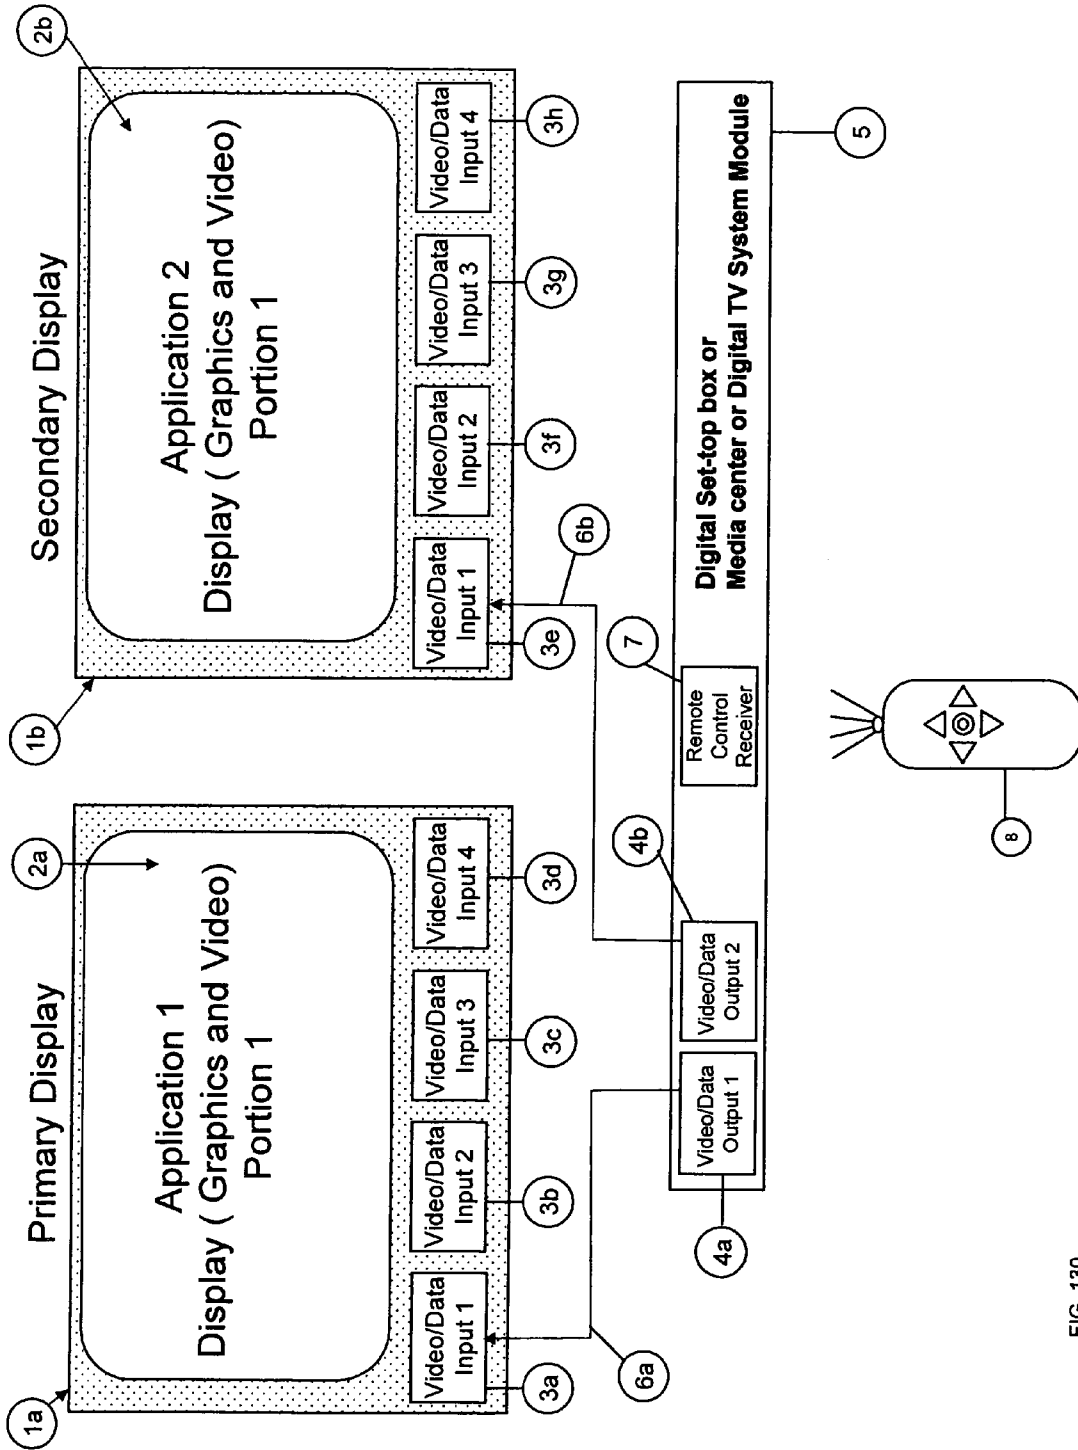 Primary Display
1a
2a
Application 1
Display ( Graphics and Video)
Portion 1
Video/Data
Input 1
Video/Data
Input 2
Video/Data
Input 3
Video/Data
Input 4
3a
3b
3c
3d
Secondary Display
1b
2b
Application 2
Display ( Graphics and Video)
Portion 1
Video/Data
Input 1
Video/Data
Input 2
Video/Data
Input 3
Video/Data
Input 4
3e
3f
3g
3h
6a
6b
4a
4b
7
5
Video/Data
Output 1
Video/Data
Output 2
Remote
Control
Receiver
Digital Set-top box or
Media center or Digital TV System Module
8
FIG. 130